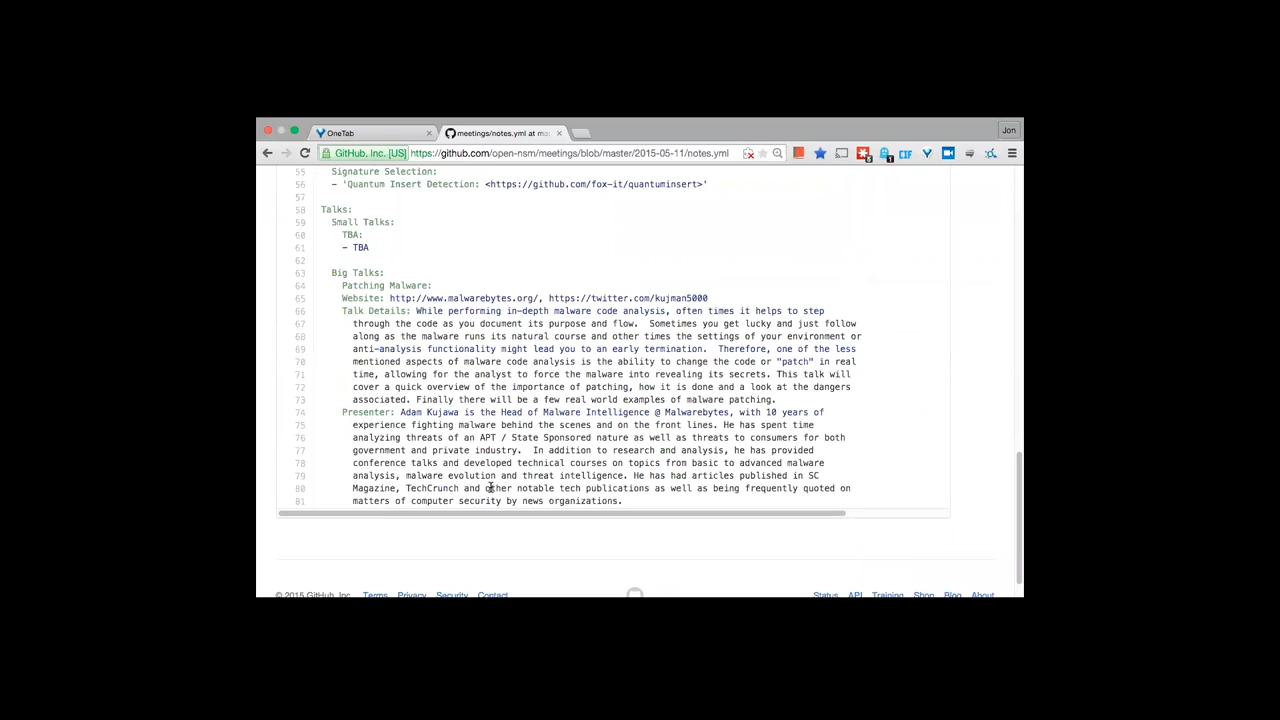 OneTab
meetings/notes.yml at ma
Jon
GitHub, Inc. [US] https://github.com/open-nsm/meetings/blob/master/2015-05-11/notes.yml
55 Signature Selection:
56 - 'Quantum Insert Detection: <https://github.com/fox-it/quantuminsert>'
57
58 Talks:
59 Small Talks:
60 TBA:
61 - TBA
62
63 Big Talks:
64 Patching Malware:
65 Website: http://www.malwarebytes.org/, https://twitter.com/kujman5000
66 Talk Details: While performing in-depth malware code analysis, often times it helps to step
67 through the code as you document its purpose and flow.  Sometimes you get lucky and just follow
68 along as the malware runs its natural course and other times the settings of your environment or
69 anti-analysis functionality might lead you to an early termination.  Therefore, one of the less
70 mentioned aspects of malware code analysis is the ability to change the code or "patch" in real
71 time, allowing for the analyst to force the malware into revealing its secrets. This talk will
72 cover a quick overview of the importance of patching, how it is done and a look at the dangers
73 associated. Finally there will be a few real world examples of malware patching.
74 Presenter: Adam Kujawa is the Head of Malware Intelligence @ Malwarebytes, with 10 years of
75 experience fighting malware behind the scenes and on the front lines. He has spent time
76 analyzing threats of an APT / State Sponsored nature as well as threats to consumers for both
77 government and private industry.  In addition to research and analysis, he has provided
78 conference talks and developed technical courses on topics from basic to advanced malware
79 analysis, malware evolution and threat intelligence. He has had articles published in SC
80 Magazine, TechCrunch and other notable tech publications as well as being frequently quoted on
81 matters of computer security by news organizations.
© 2015 GitHub, Inc. Terms Privacy Security Contact Status API Training Shop Blog About